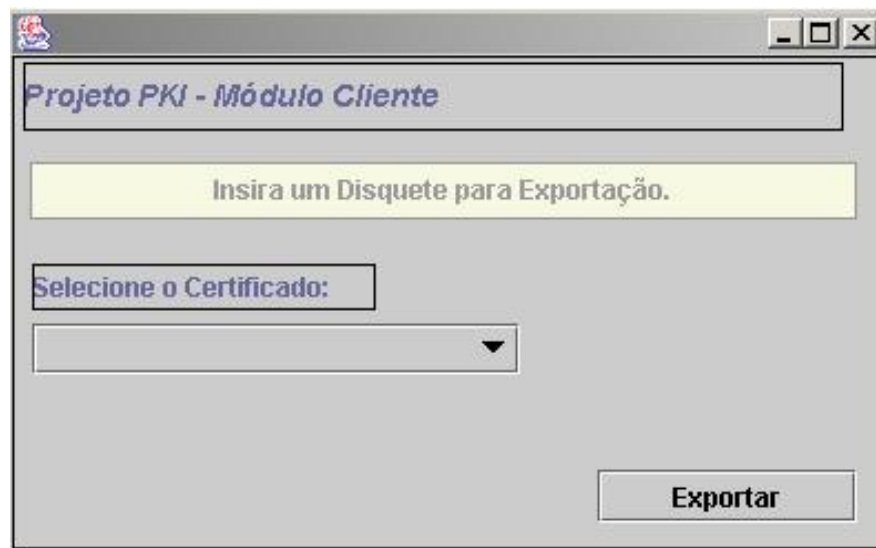 Projeto PKI - Módulo Cliente
Insira um Disquete para Exportação.
Selecione o Certificado:
Exportar